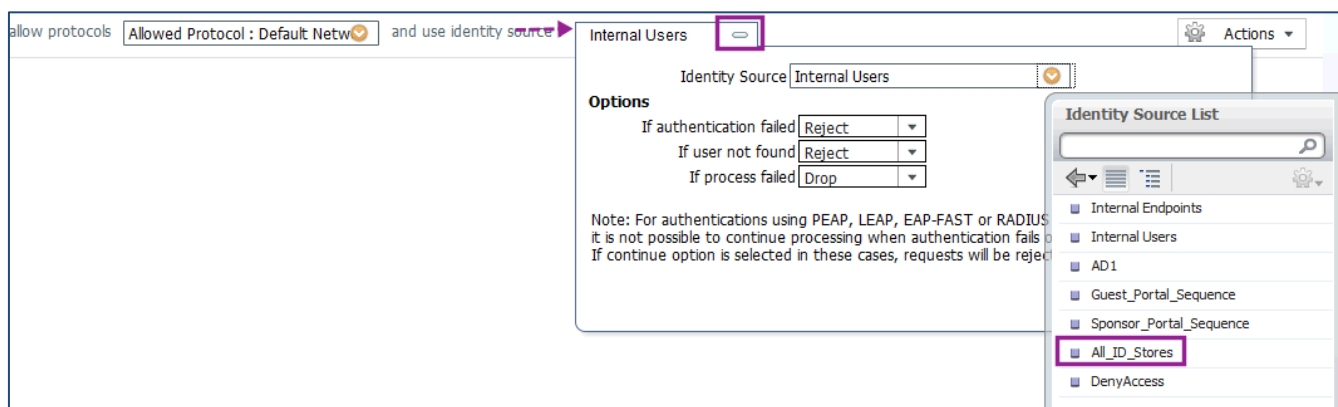 allow protocols Allowed Protocol : Default Netw and use identity source Internal Users Actions
Identity Source Internal Users
Options
If authentication failed Reject
If user not found Reject
If process failed Drop
Note: For authentications using PEAP, LEAP, EAP-FAST or RADIUS
it is not possible to continue processing when authentication fails
If continue option is selected in these cases, requests will be rejec
Identity Source List
Internal Endpoints
Internal Users
AD1
Guest_Portal_Sequence
Sponsor_Portal_Sequence
All_ID_Stores
DenyAccess